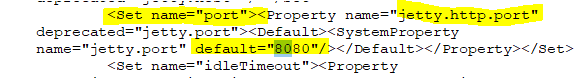 <Set name="port"><Property name="jetty.http.port"
deprecated="jetty.port"><Default><SystemProperty
name="jetty.port" default="8080"/></Default></Property></Set>
<Set name="idleTimeout"><Property